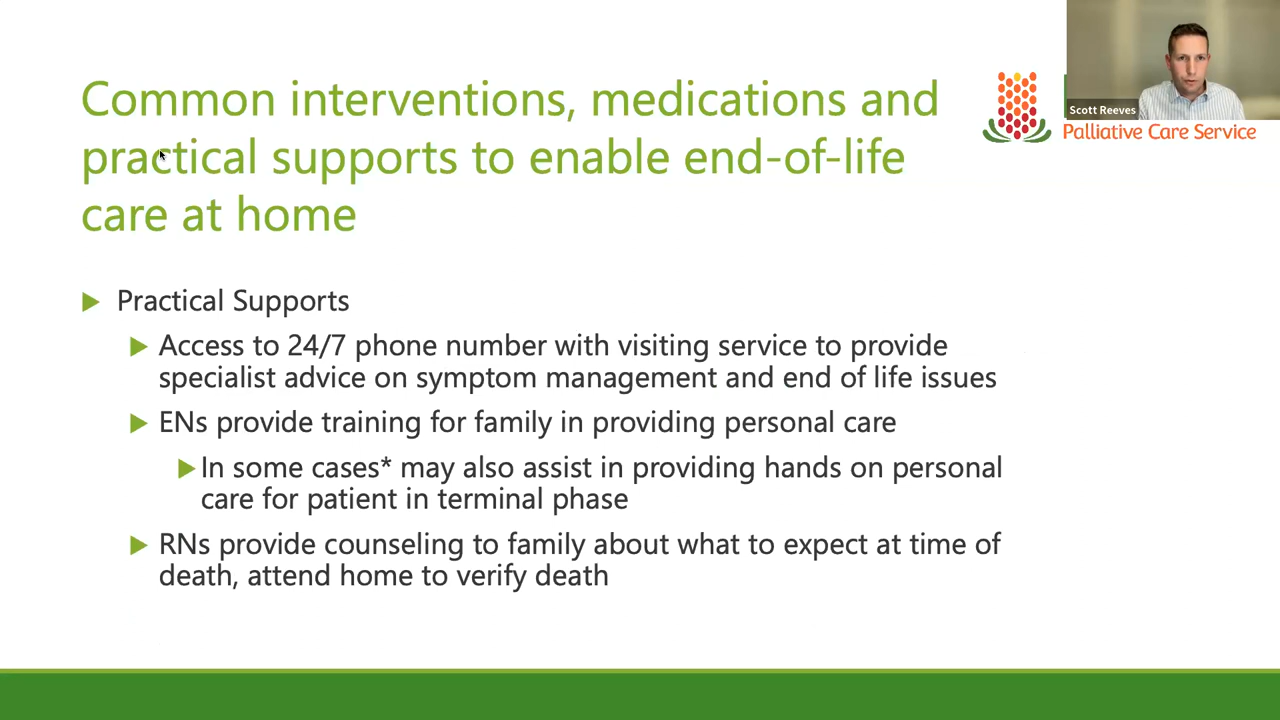 Common interventions, medications and
practical supports to enable end-of-life
care at home
Scott Reeves
Palliative Care Service
Practical Supports
Access to 24/7 phone number with visiting service to provide
specialist advice on symptom management and end of life issues
ENs provide training for family in providing personal care
In some cases* may also assist in providing hands on personal
care for patient in terminal phase
RNs provide counseling to family about what to expect at time of
death, attend home to verify death